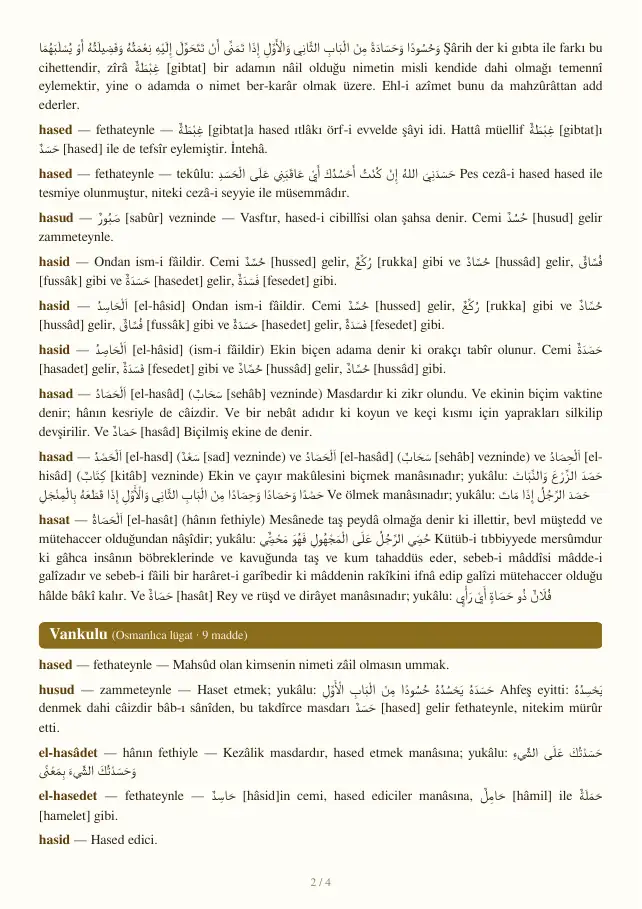 وَحُسُودًا وَحَسَادَةً مِنَ الْبَابِ الثَّانِي وَالْأَوَّلِ إِذَا تَمَنَّى أَنْ تَتَحَوَّلَ إِلَيْهِ نِعْمَتُهُ وَفَضِيلَتُهُ أَوْ يُسْلَبَهُمَا Şârih der ki gıbta ile farkı bu
cihettendir, zîrâ غِبْطَةٌ [gibtat] bir adamın nâil olduğu nimetin misli kendide dahi olmağı temennî
eylemektir, yine o adamda o nimet ber-karâr olmak üzere. Ehl-i azîmet bunu da mahzûrâttan add
ederler.
hased — fethateynle — غِبْطَةٌ [gibtat]a hased ıtlâkı örf-i evvelde şâyi idi. Hattâ müellif غِبْطَةٌ [gibtat]ı
حَسَدٌ [hased] ile de tefsîr eylemiştir. İntehâ.
hased — fethateynle — tekûlu: حَسَدَنِيَ اللهُ إِنْ كُنْتُ أَحْسُدُكَ أَيْ عَاقَبَنِي عَلَى الْحَسَدِ Pes cezâ-i hased hased ile
tesmiye olunmuştur, niteki cezâ-i seyyie ile müsemmâdır.
hasud — صَبُورٌ [sabûr] vezninde — Vasftır, hased-i cibillîsi olan şahsa denir. Cemi حُسُدٌ [husud] gelir
zammeteynle.
hasid — Ondan ism-i fâildir. Cemi حُسَّدٌ [hussed] gelir, رُكَّعٌ [rukka] gibi ve حُسَّادٌ [hussâd] gelir, فُسَّاقٌ
[fussâk] gibi ve حَسَدَةٌ [hasedet] gelir, فَسَدَةٌ [fesedet] gibi.
hasid — اَلْحَاسِدُ [el-hâsid] Ondan ism-i fâildir. Cemi حُسَّدٌ [hussed] gelir, رُكَّعٌ [rukka] gibi ve حُسَّادٌ
[hussâd] gelir, فُسَّاقٌ [fussâk] gibi ve حَسَدَةٌ [hasedet] gelir, فَسَدَةٌ [fesedet] gibi.
hasid — اَلْحَاصِدُ [el-hâsid] (ism-i fâildir) Ekin biçen adama denir ki orakçı tabîr olunur. Cemi حَصَدَةٌ
[hasadet] gelir, فَسَدَةٌ [fesedet] gibi ve حُصَّادٌ [hussâd] gelir, حُسَّادٌ [hussâd] gibi.
hasad — اَلْحَصَادُ [el-hasâd] (سَحَابٌ [sehâb] vezninde) Masdardır ki zikr olundu. Ve ekinin biçim vaktine
denir; hânın kesriyle de câizdir. Ve bir nebât adıdır ki koyun ve keçi kısmı için yaprakları silkilip
devşirilir. Ve حَصَادٌ [hasâd] Biçilmiş ekine de denir.
hasad — اَلْحَصْدُ [el-hasd] (سَعْدٌ [sad] vezninde) ve اَلْحَصَادُ [el-hasâd] (سَحَابٌ [sehâb] vezninde) ve اَلْحِصَادُ [el-
hisâd] (كِتَابٌ [kitâb] vezninde) Ekin ve çayır makûlesini biçmek manâsınadır; yukâlu: حَصَدَ الزَّرْعَ وَالنَّبَاتَ
حَصْدًا وَحَصَادًا وَحِصَادًا مِنَ الْبَابِ الثَّانِي وَالْأَوَّلِ إِذَا قَطَعَهُ بِالْمِنْجَلِ Ve ölmek manâsınadır; yukâlu: حَصَدَ الرَّجُلُ إِذَا مَاتَ
hasat — اَلْحَصَاةُ [el-hasât] (hânın fethiyle) Mesânede taş peydâ olmağa denir ki illettir, bevl müştedd ve
mütehaccer olduğundan nâşîdir; yukâlu: حُصِيَ الرَّجُلُ عَلَى الْمَجْهُولِ فَهُوَ مَحْصِيٌّ Kütüb-i tıbbiyyede mersûmdur
ki gâhca insânın böbreklerinde ve kavuğunda taş ve kum tahaddüs eder, sebeb-i mâddîsi mâdde-i
galîzadır ve sebeb-i fâili bir harâret-i garîbedir ki mâddenin rakîkini ifnâ edip galîzi mütehaccer olduğu
hâlde bâkî kalır. Ve حَصَاةٌ [hasât] Rey ve rüşd ve dirâyet manâsınadır; yukâlu: فُلَانٌ ذُو حَصَاةٍ أَيْ رَأْيٍ
Vankulu (Osmanlıca lügat · 9 madde)
hased — fethateynle — Mahsûd olan kimsenin nimeti zâil olmasın ummak.
husud — zammeteynle — Haset etmek; yukâlu: حَسَدَهُ يَحْسُدُهُ حُسُودًا مِنَ الْبَابِ الْأَوَّلِ Ahfeş eyitti: يَحْسِدُهُ
denmek dahi câizdir bâb-ı sânîden, bu takdîrce masdarı حَسَدٌ [hased] gelir fethateynle, nitekim mürûr
etti.
el-hasâdet — hânın fethiyle — Kezâlik masdardır, hased etmek manâsına; yukâlu: حَسَدْتُكَ عَلَى الشَّيْءِ
وَحَسَدْتُكَ الشَّيْءَ بِمَعْنًى
el-hasedet — fethateynle — حَاسِدٌ [hâsid]in cemi, hased ediciler manâsına, حَامِلٌ [hâmil] ile حَمَلَةٌ
[hamelet] gibi.
hasid — Hased edici.
2 / 4